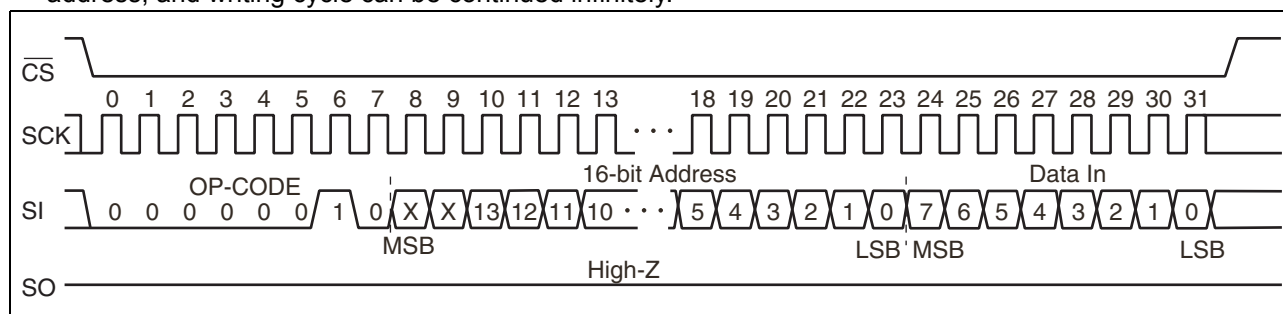 address, and writing cycle can be continued infinitely.
CS
0 1 2 3 4 5 6 7 8 9 10 11 12 13 18 19 20 21 22 23 24 25 26 27 28 29 30 31
SCK ···
OP-CODE 16-bit Address Data In
SI 0 0 0 0 0 0 1 0 X X 13 12 11 10 ··· 5 4 3 2 1 0 7 6 5 4 3 2 1 0
MSB LSB MSB LSB
High-Z
SO